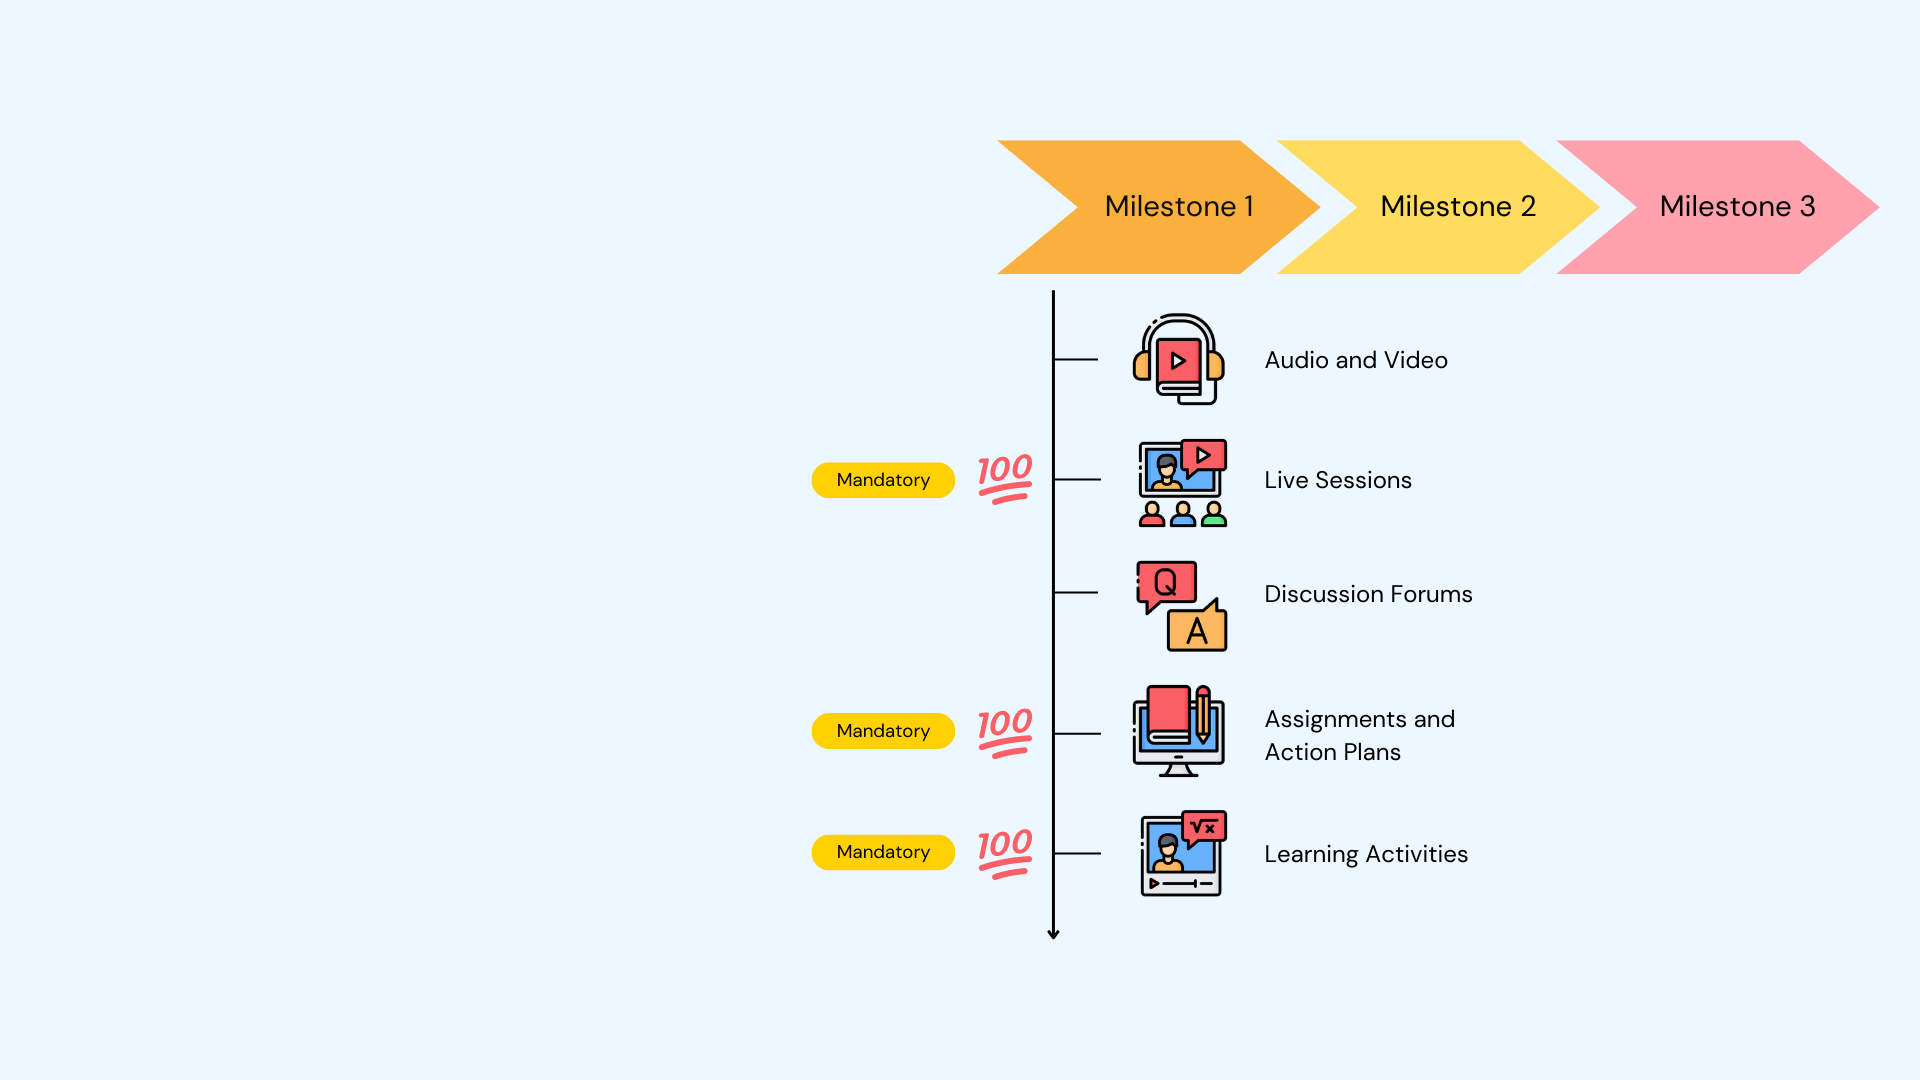 Milestone 1
Milestone 2
Milestone 3
Audio and Video
Mandatory
100
Live Sessions
Q
A
Discussion Forums
Mandatory
100
Assignments and
Action Plans
Mandatory
100
√x
Learning Activities